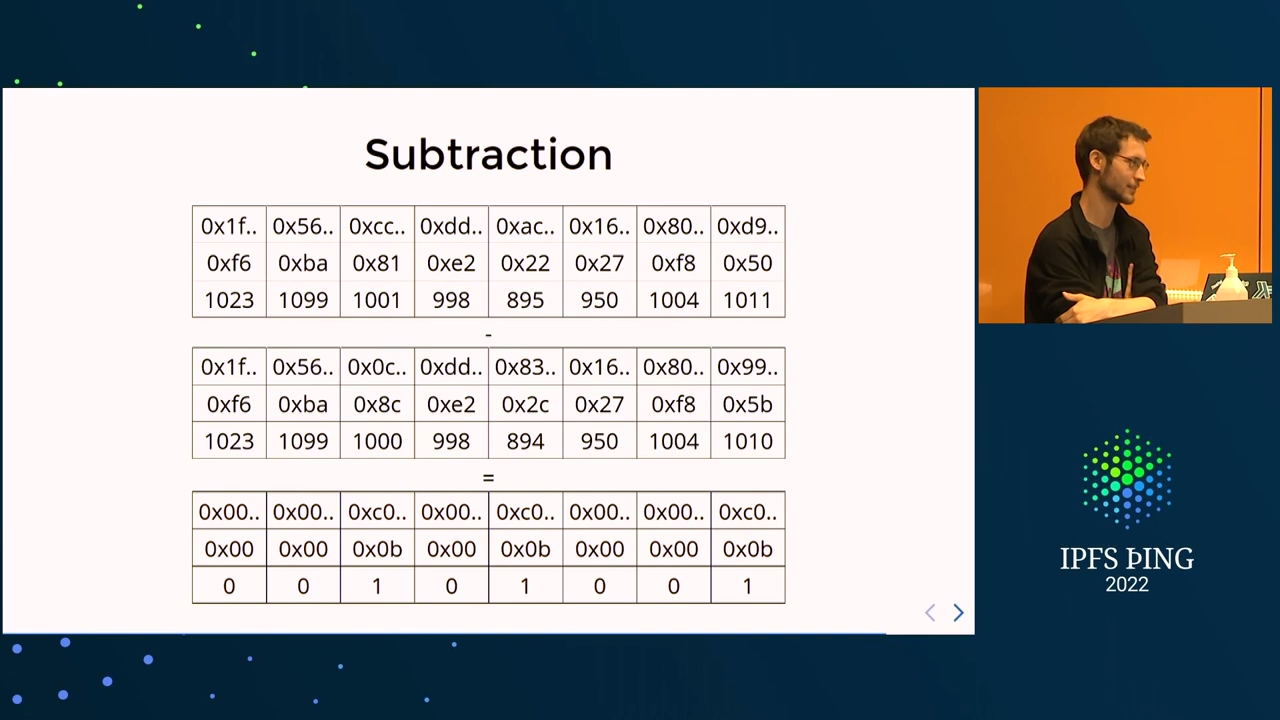 Subtraction
0x1f.. 0x56.. 0xcc.. 0xdd.. 0xac.. 0x16.. 0x80.. 0xd9..
0xf6 0xba 0x81 0xe2 0x22 0x27 0xf8 0x50
1023 1099 1001 998 895 950 1004 1011
-
0x1f.. 0x56.. 0x0c.. 0xdd.. 0x83.. 0x16.. 0x80.. 0x99..
0xf6 0xba 0x8c 0xe2 0x2c 0x27 0xf8 0x5b
1023 1099 1000 998 894 950 1004 1010
=
0x00.. 0x00.. 0xc0.. 0x00.. 0xc0.. 0x00.. 0x00.. 0xc0..
0x00 0x00 0x0b 0x00 0x0b 0x00 0x00 0x0b
0 0 1 0 1 0 0 1
IPFS ÞING
2022